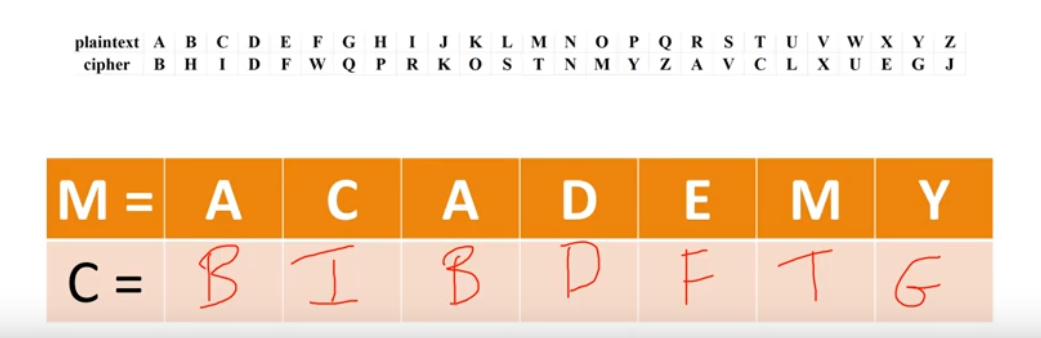 plaintext A B C D E F G H I J K L M N O P Q R S T U V W X Y Z
cipher B H I D F W Q P R K O S T N M Y Z A V C L X U E G J
M = A C A D E M Y
C = B I B D F T G